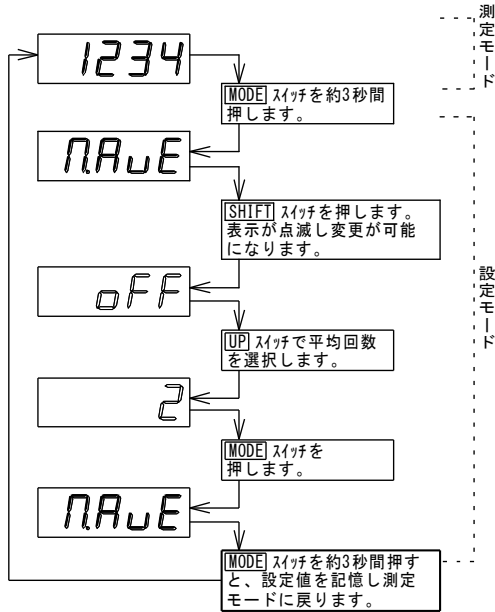 1234
測定モード
MODE ｽｲｯﾁを約3秒間
押します。
n.AvE
SHIFT ｽｲｯﾁを押します。
表示が点滅し変更が可能
になります。
oFF
設定モード
UP ｽｲｯﾁで平均回数
を選択します。
2
MODE ｽｲｯﾁを
押します。
n.AvE
MODE ｽｲｯﾁを約3秒間押す
と、設定値を記憶し測定
モードに戻ります。